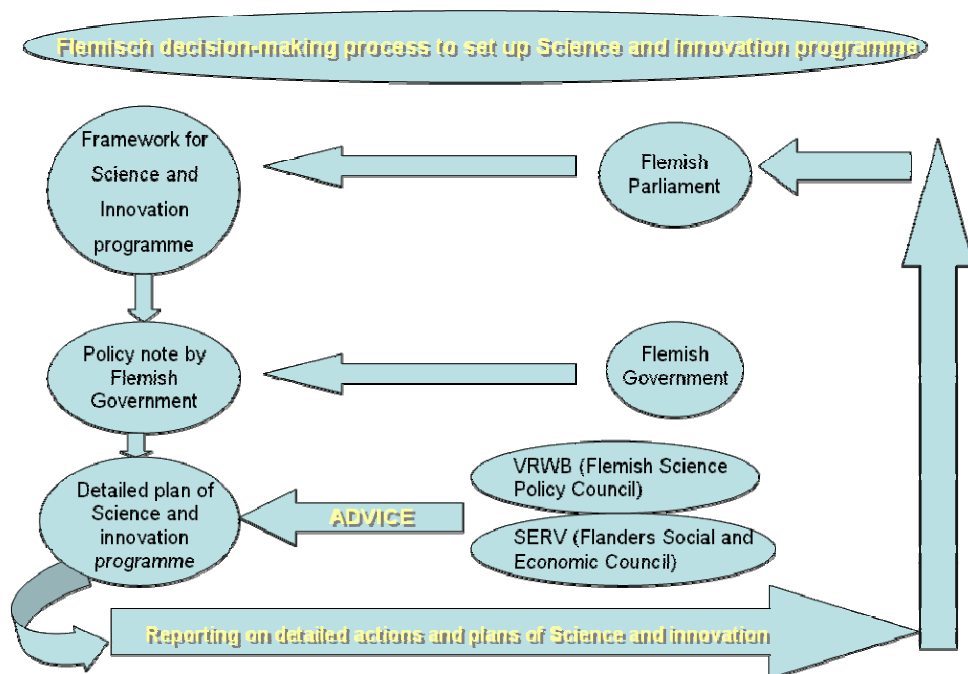 Flemisch decision-making process to set up Science and innovation programme
Framework for
Science and
Innovation
programme
Flemish
Parliament
Policy note by
Flemish
Government
Flemish
Government
Detailed plan of
Science and
innovation
programme
ADVICE
VRWB (Flemish Science
Policy Council)
SERV (Flanders Social and
Economic Council)
Reporting on detailed actions and plans of Science and innovation